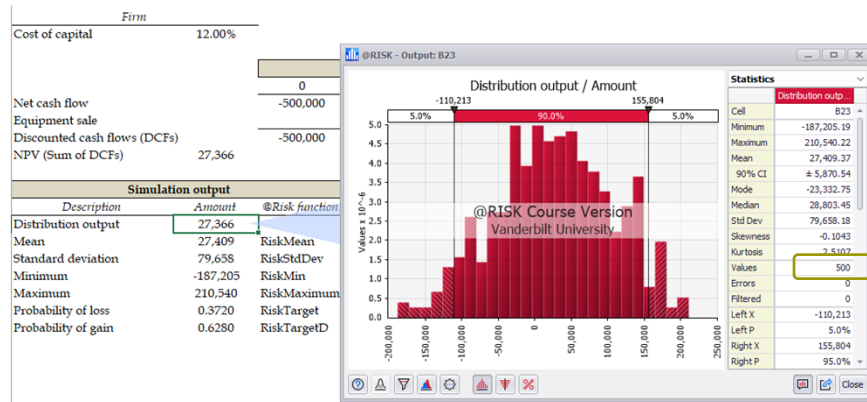 Firm
Cost of capital 12.00%
0
Net cash flow -500,000
Equipment sale
Discounted cash flows (DCFs) -500,000
NPV (Sum of DCFs) 27,366
Simulation output
Description Amount @Risk function
Distribution output 27,366
Mean 27,409 RiskMean
Standard deviation 79,658 RiskStdDev
Minimum -187,205 RiskMin
Maximum 210,540 RiskMaximum
Probability of loss 0.3720 RiskTarget
Probability of gain 0.6280 RiskTargetD
@RISK - Output: B23
Distribution output / Amount
-110,213 155,804
5.0% 90.0% 5.0%
5.0
4.5
4.0
3.5
3.0
2.5
2.0
1.5
1.0
0.5
0.0
Values x 10^-6
@RISK Course Version
Vanderbilt University
-200,000
-150,000
-100,000
-50,000
0
50,000
100,000
150,000
200,000
250,000
Statistics
Distribution outp...
Cell B23
Minimum -187,205.19
Maximum 210,540.22
Mean 27,409.37
90% CI ± 5,870.54
Mode -23,332.75
Median 28,803.45
Std Dev 79,658.18
Skewness -0.1043
Kurtosis 2.5107
Values 500
Errors 0
Filtered 0
Left X -110,213
Left P 5.0%
Right X 155,804
Right P 95.0%
Close